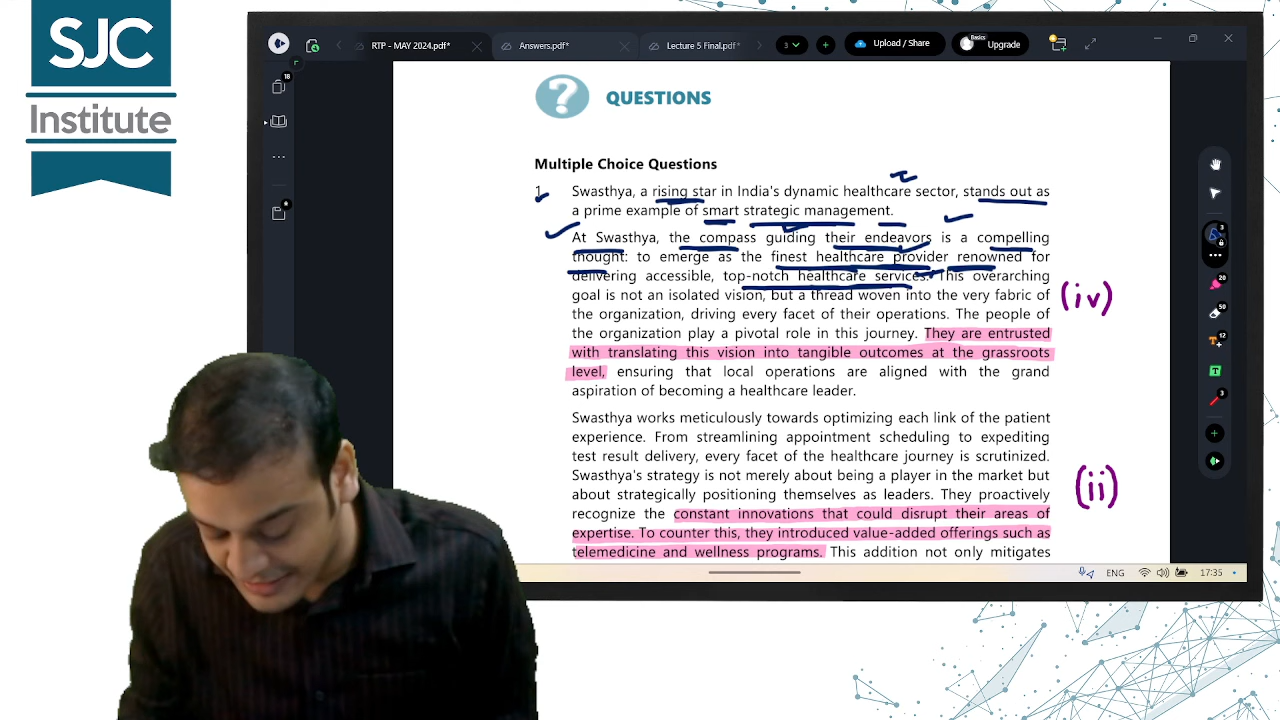 SJC
Institute
RTP - MAY 2024.pdf*
Answers.pdf*
Lecture 5 Final.pdf*
3
Upload / Share
Basics
Upgrade
18
QUESTIONS
Multiple Choice Questions
1. Swasthya, a rising star in India's dynamic healthcare sector, stands out as
a prime example of smart strategic management.
At Swasthya, the compass guiding their endeavors is a compelling
thought: to emerge as the finest healthcare provider renowned for
delivering accessible, top-notch healthcare services. This overarching
goal is not an isolated vision, but a thread woven into the very fabric of
(iv)
the organization, driving every facet of their operations. The people of
the organization play a pivotal role in this journey. They are entrusted
with translating this vision into tangible outcomes at the grassroots
level, ensuring that local operations are aligned with the grand
aspiration of becoming a healthcare leader.
Swasthya works meticulously towards optimizing each link of the patient
experience. From streamlining appointment scheduling to expediting
test result delivery, every facet of the healthcare journey is scrutinized.
Swasthya's strategy is not merely about being a player in the market but
(ii)
about strategically positioning themselves as leaders. They proactively
recognize the constant innovations that could disrupt their areas of
expertise. To counter this, they introduced value-added offerings such as
telemedicine and wellness programs. This addition not only mitigates
3
20
50
12
T
3
ENG
17:35